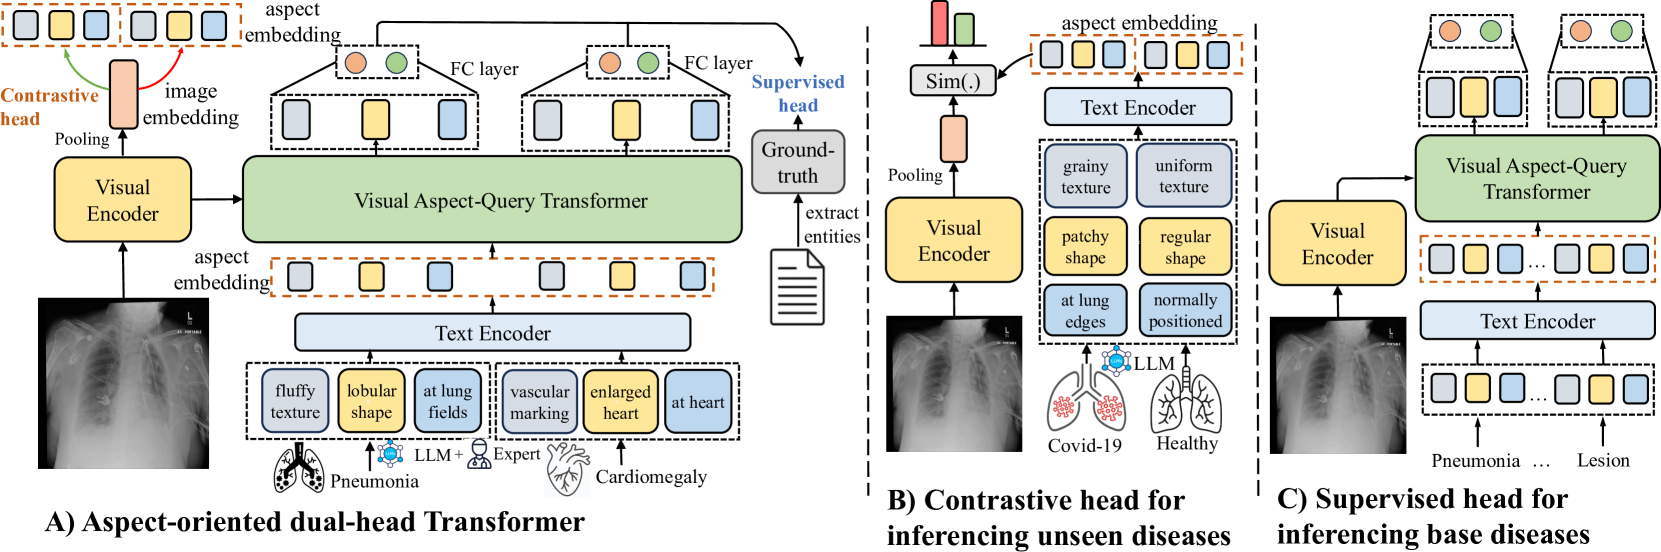 aspect
embedding
Contrastive
head
image
embedding
Pooling
Visual
Encoder
FC layer
FC layer
Supervised
head
Ground-
truth
extract
entities
Visual Aspect-Query Transformer
aspect
embedding
Text Encoder
fluffy
texture
lobular
shape
at lung
fields
vascular
marking
enlarged
heart
at heart
Pneumonia
LLM +
Expert
Cardiomegaly
L
A) Aspect-oriented dual-head Transformer
aspect embedding
Sim(.)
Text Encoder
Pooling
Visual
Encoder
grainy
texture
uniform
texture
patchy
shape
regular
shape
at lung
edges
normally
positioned
LLM
Covid-19
Healthy
L
B) Contrastive head for
inferencing unseen diseases
Visual Aspect-Query
Transformer
Visual
Encoder
...
Text Encoder
...
Pneumonia ... Lesion
L
C) Supervised head for
inferencing base diseases